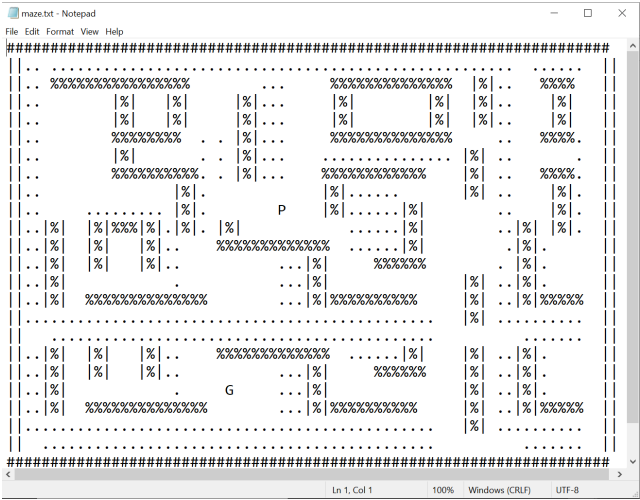 maze.txt - Notepad
File Edit Format View Help
#####################################################################
||.. .....................................................  ......  ||
||.. %%%%%%%%%%%%%%%%        ...     %%%%%%%%%%%%%%  |%|..   %%%%   ||
||..        |%|   |%|     |%|...     |%|        |%|  |%|..    |%|   ||
||..        |%|   |%|     |%|...     |%|        |%|  |%|..    |%|   ||
||..        %%%%%%%%  . . |%|...     %%%%%%%%%%%%%%     ..   %%%%.  ||
||..        |%|       . . |%|...    ............... |%| ..       .  ||
||..        %%%%%%%%%%. . |%|...    %%%%%%%%%%%%    |%| ..   %%%%.  ||
||..               |%|.             |%|......       |%| ..    |%|.  ||
||..     ......... |%|.        P    |%|......|%|        ..    |%|.  ||
||..|%|  |%|%%%|%|.|%|. |%|            ......|%|        ..|%| |%|.  ||
||..|%|  |%|   |%|..    %%%%%%%%%%%%%  ......|%|         .|%|.      ||
||..|%|  |%|   |%|..           ...|%|     %%%%%%        . |%|.      ||
||..|%|            .           ...|%|               |%| ..|%|.      ||
||..|%|  %%%%%%%%%%%%%%        ...|%|%%%%%%%%%%     |%| ..|%|%%%%%  ||
||...............................................   |%| ..........  ||
||   ............................................          .......  ||
||..|%|  |%|   |%|..    %%%%%%%%%%%%%  ......|%|    |%| ..|%|.      ||
||..|%|  |%|   |%|..           ...|%|     %%%%%%    |%| ..|%|.      ||
||..|%|            .     G     ...|%|               |%| ..|%|.      ||
||..|%|  %%%%%%%%%%%%%%        ...|%|%%%%%%%%%%     |%| ..|%|%%%%%  ||
||...............................................   |%| ..........  ||
||  .............................................          .......  ||
#####################################################################
Ln 1, Col 1 100% Windows (CRLF) UTF-8